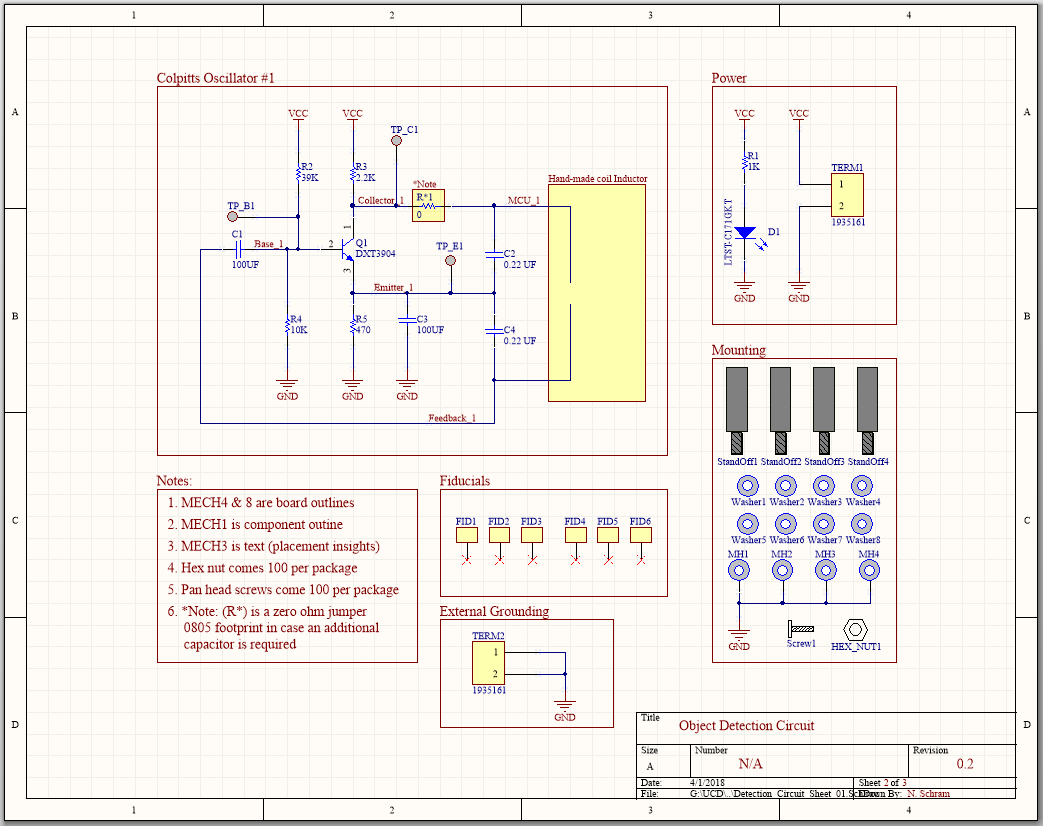 1 2 3 4
A A
B B
C C
D D
Colpitts Oscillator #1
VCC VCC
TP_C1
R2
39K
R3
2.2K
*Note
R*1
0
Collector_1
MCU_1
Hand-made coil Inductor
TP_B1
C1
100UF
Base_1
1
2
3
Q1
DXT3904
TP_E1
C2
0.22 UF
Emitter_1
R4
10K
R5
470
C3
100UF
C4
0.22 UF
GND GND GND
Feedback_1
Power
VCC VCC
R1
1K
TERM1
1
2
1935161
LTST-C171GKT
D1
GND GND
Mounting
StandOff1 StandOff2 StandOff3 StandOff4
Washer1 Washer2 Washer3 Washer4
Washer5 Washer6 Washer7 Washer8
MH1 MH2 MH3 MH4
GND
Screw1
HEX_NUT1
Notes:
1. MECH4 & 8 are board outlines
2. MECH1 is component outine
3. MECH3 is text (placement insights)
4. Hex nut comes 100 per package
5. Pan head screws come 100 per package
6. *Note: (R*) is a zero ohm jumper
0805 footprint in case an additional
capacitor is required
Fiducials
FID1 FID2 FID3 FID4 FID5 FID6
External Grounding
TERM2
1
2
1935161
GND
Title
Object Detection Circuit
Size
A
Number
N/A
Revision
0.2
Date: 4/1/2018 Sheet 2 of 3
File: G:\UCD\..\Detection Circuit Sheet 01.Sch Drawn By: N. Schram
1 2 3 4